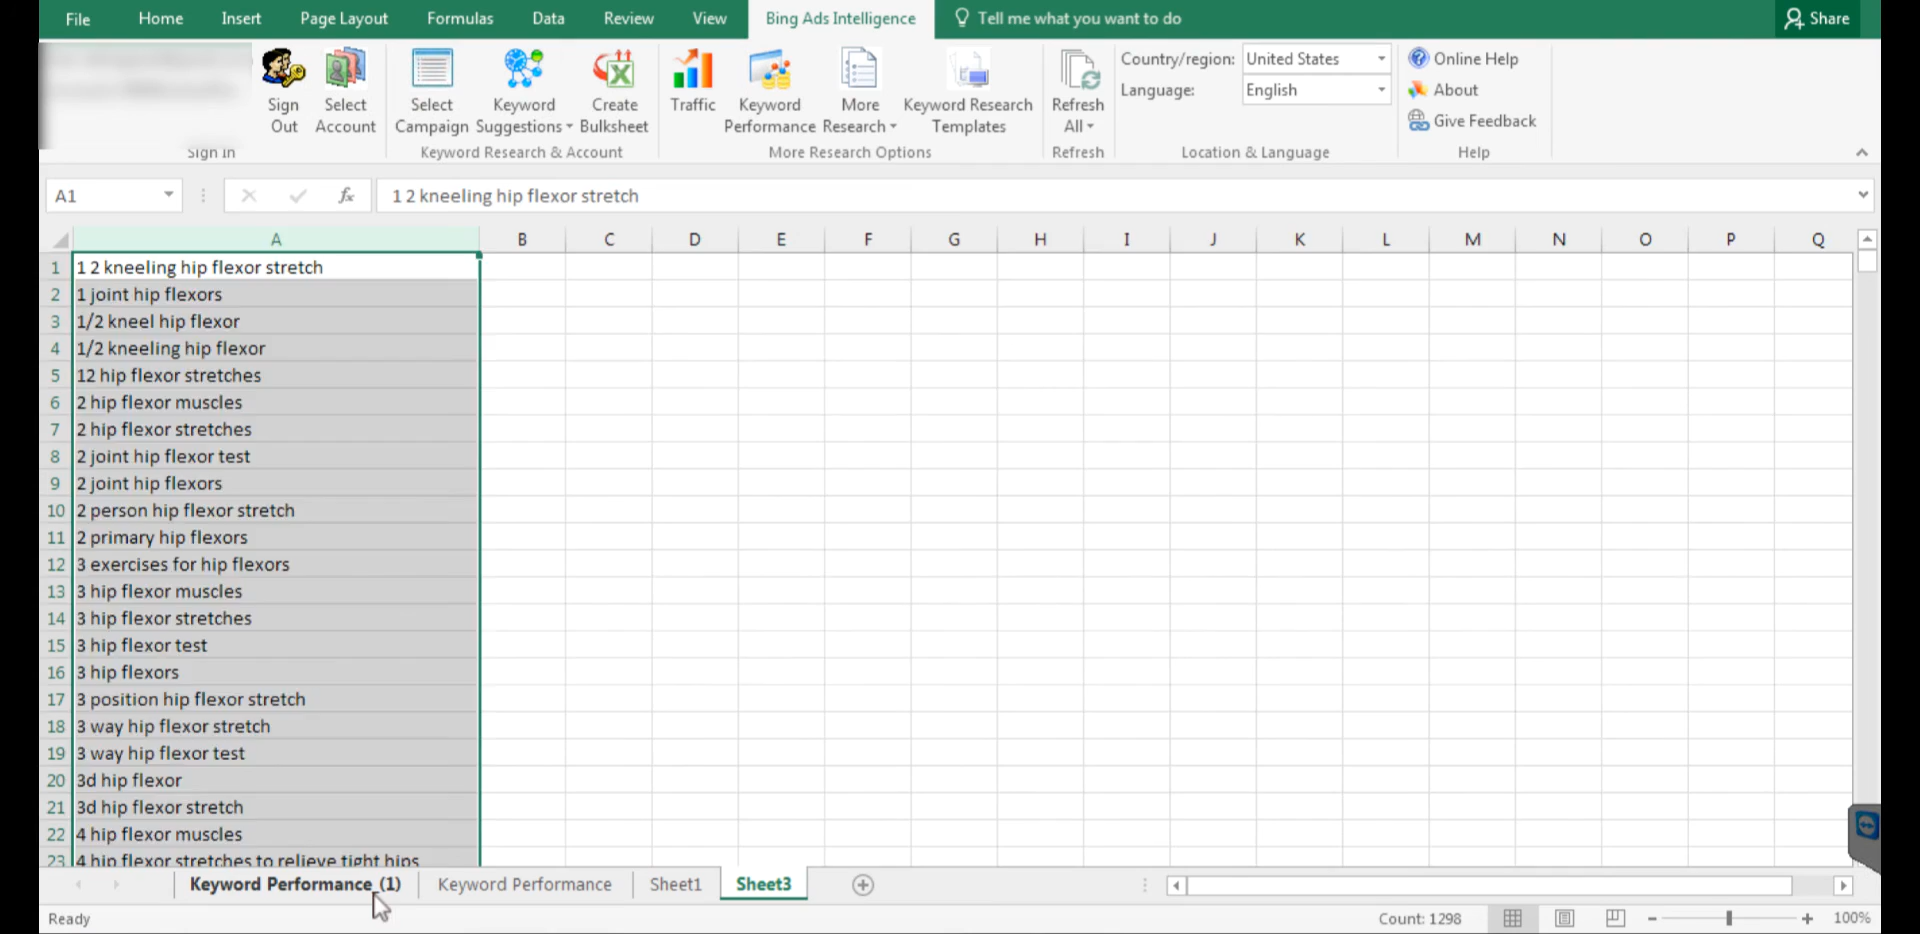 File Home Insert Page Layout Formulas Data Review View Bing Ads Intelligence Tell me what you want to do Share
Sign Out
Select Account
Sign In
Select Campaign
Keyword Suggestions
Create Bulksheet
Keyword Research & Account
Traffic
Keyword Performance
More Research
Keyword Research Templates
More Research Options
Refresh All
Refresh
Country/region: United States
Language: English
Location & Language
Online Help
About
Give Feedback
Help
A1 fx 1 2 kneeling hip flexor stretch
A B C D E F G H I J K L M N O P Q
1 1 2 kneeling hip flexor stretch
2 1 joint hip flexors
3 1/2 kneel hip flexor
4 1/2 kneeling hip flexor
5 12 hip flexor stretches
6 2 hip flexor muscles
7 2 hip flexor stretches
8 2 joint hip flexor test
9 2 joint hip flexors
10 2 person hip flexor stretch
11 2 primary hip flexors
12 3 exercises for hip flexors
13 3 hip flexor muscles
14 3 hip flexor stretches
15 3 hip flexor test
16 3 hip flexors
17 3 position hip flexor stretch
18 3 way hip flexor stretch
19 3 way hip flexor test
20 3d hip flexor
21 3d hip flexor stretch
22 4 hip flexor muscles
23 4 hip flexor stretches to relieve tight hips
Keyword Performance_(1) Keyword Performance Sheet1 Sheet3
Ready Count: 1298 100%